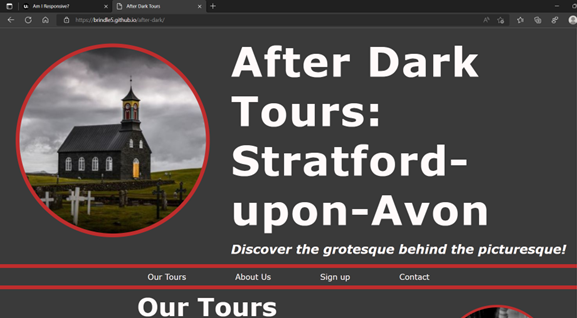 Am I Responsive?
After Dark Tours
https://brindle5.github.io/after-dark/
After Dark
Tours:
Stratford-
upon-Avon
Discover the grotesque behind the picturesque!
Our Tours About Us Sign up Contact
Our Tours